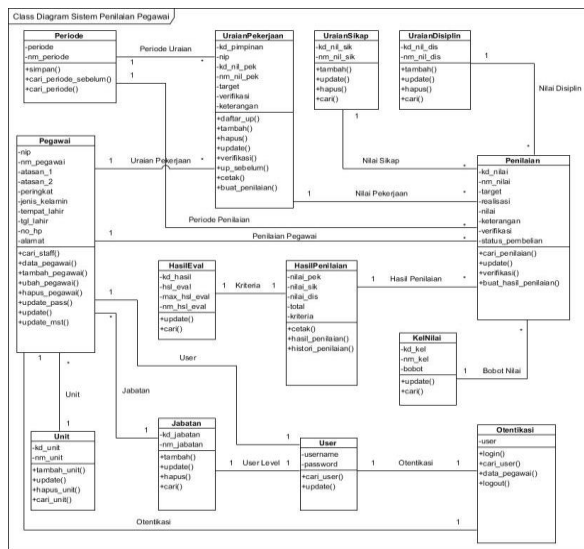 Class Diagram Sistem Penilaian Pegawai
Periode
-periode
-nm_periode
+simpan()
+cari_periode_sebelum()
+cari_periode()
Periode Uraian
1
*
1
UraianPekerjaan
-kd_pimpinan
-nip
-kd_nil_pek
-nm_nil_pek
-target
-verifikasi
-keterangan
+daftar_up()
+tambah()
+hapus()
+update()
+verifikasi()
+up_sebelum()
+cetak()
+buat_penilaian()
UraianSikap
-kd_nil_sik
-nm_nil_sik
+tambah()
+update()
+hapus()
+cari()
1
UraianDisiplin
-kd_nil_dis
-nm_nil_dis
+tambah()
+update()
+hapus()
+cari()
1
Nilai Disiplin
*
Pegawai
-nip
-nm_pegawai
-atasan_1
-atasan_2
-peringkat
-jenis_kelamin
-tempat_lahir
-tgl_lahir
-no_hp
-alamat
+cari_staff()
+data_pegawai()
+tambah_pegawai()
+ubah_pegawai()
+hapus_pegawai()
+update_pass()
+update()
+update_mst()
1
Uraian Pekerjaan
*
Nilai Sikap
*
1
Nilai Pekerjaan
*
Periode Penilaian
*
1
Penilaian Pegawai
*
Penilaian
-kd_nilai
-nm_nilai
-target
-realisasi
-nilai
-keterangan
-verifikasi
-status_pembelian
+cari_penilaian()
+update()
+verifikasi()
+buat_hasil_penilaian()
HasilEval
-kd_hasil
-hsl_eval
-max_hsl_eval
-nm_hsl_eval
+update()
+cari()
1
Kriteria
1
HasilPenilaian
-nilai_pek
-nilai_sik
-nilai_dis
-total
-kriteria
+cetak()
+hasil_penilaian()
+histori_penilaian()
1
Hasil Penilaian
*
KelNilai
-kd_kel
-nm_kel
-bobot
+update()
+cari()
1
Bobot Nilai
*
1
User
1
*
Jabatan
1
1
*
Unit
1
Unit
-kd_unit
-nm_unit
+tambah_unit()
+update()
+hapus_unit()
+cari_unit()
Jabatan
-kd_jabatan
-nm_jabatan
+tambah()
+update()
+hapus()
+cari()
1
User Level
1
User
-username
-password
+cari_user()
+update()
1
Otentikasi
1
Otentikasi
-user
+login()
+cari_user()
+data_pegawai()
+logout()
Otentikasi
1